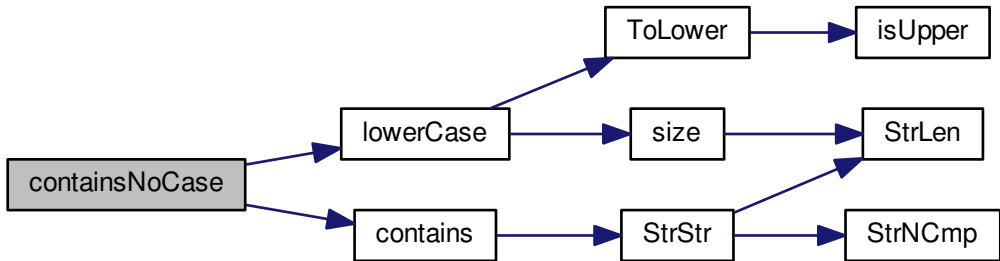 containsNoCase
lowerCase
ToLower
isUpper
size
StrLen
contains
StrStr
StrNCmp